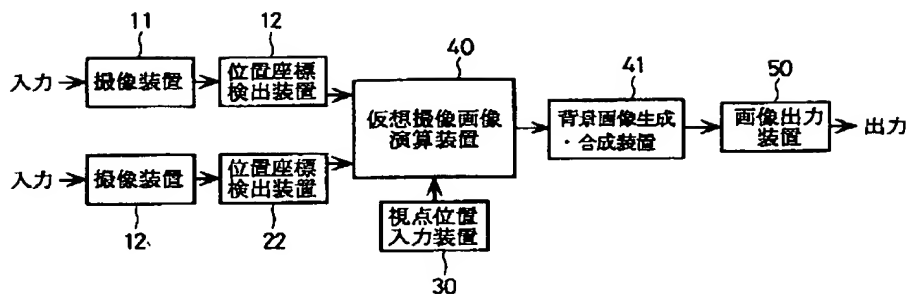 11
12
入力
撮像装置
位置座標
検出装置
40
仮想撮像画像
演算装置
41
背景画像生成
・合成装置
50
画像出力
装置
出力
入力
撮像装置
位置座標
検出装置
12
22
視点位置
入力装置
30